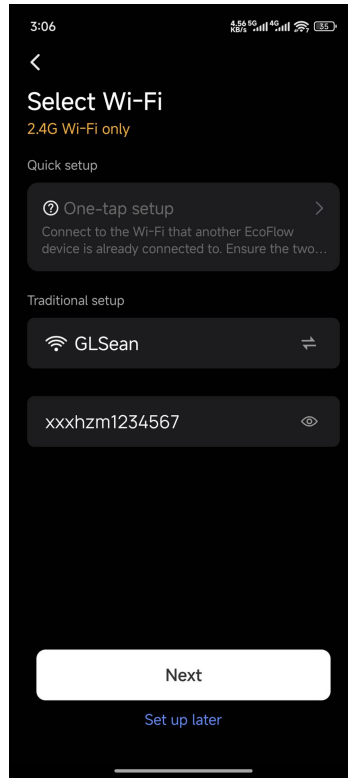 3:06
4.56 KB/s 5G 4G 35
Select Wi-Fi
2.4G Wi-Fi only
Quick setup
One-tap setup
Connect to the Wi-Fi that another EcoFlow
device is already connected to. Ensure the two...
Traditional setup
GLSean
xxxhzm1234567
Next
Set up later